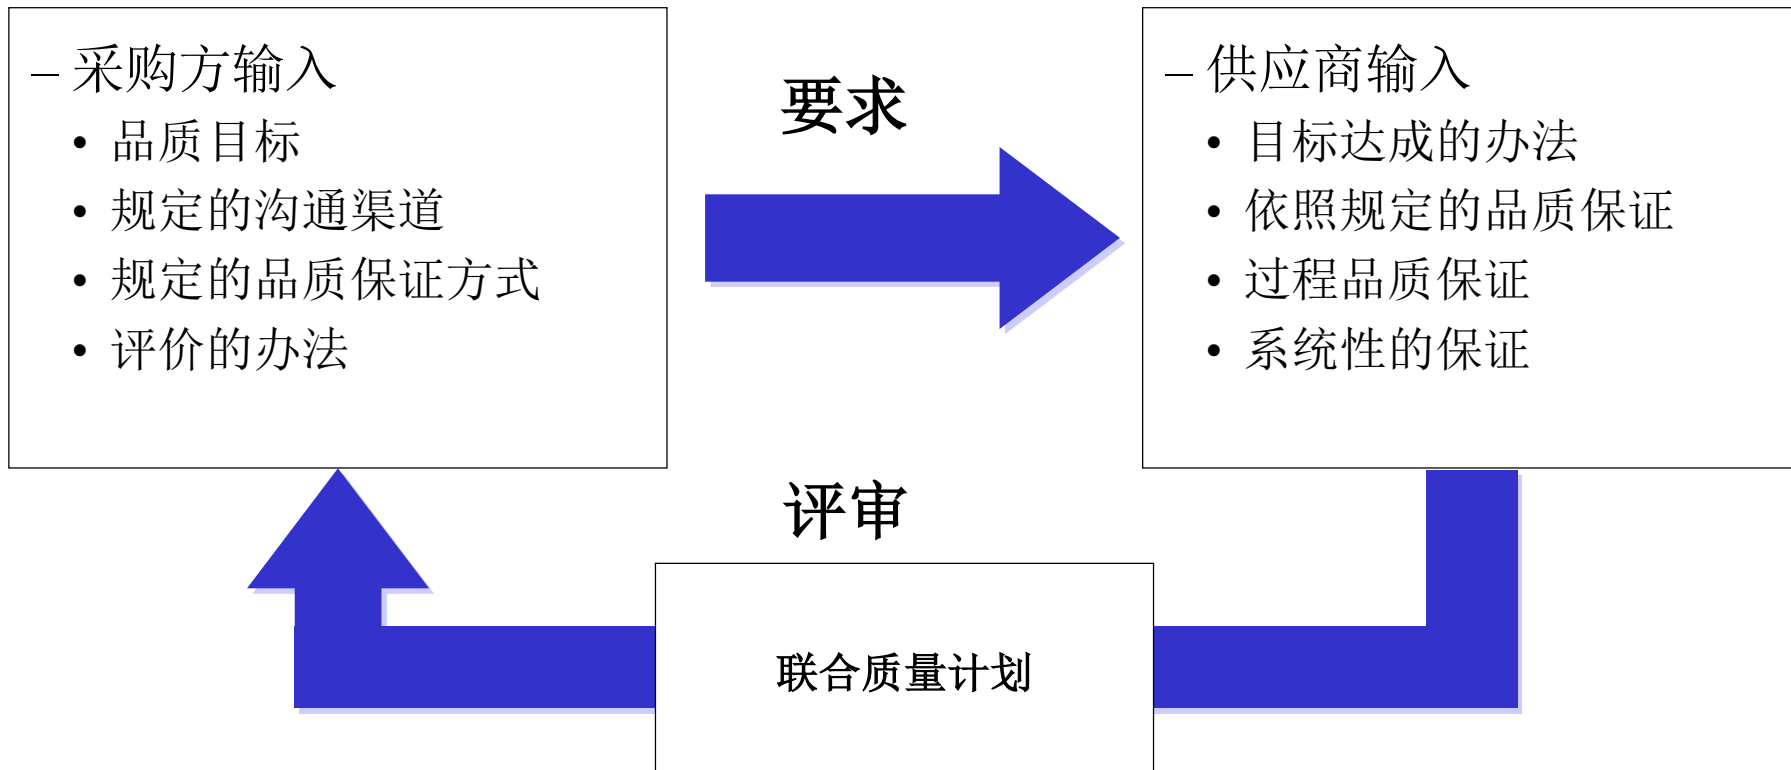 – 采购方输入
• 品质目标
• 规定的沟通渠道
• 规定的品质保证方式
• 评价的办法
要求
– 供应商输入
• 目标达成的办法
• 依照规定的品质保证
• 过程品质保证
• 系统性的保证
评审
联合质量计划